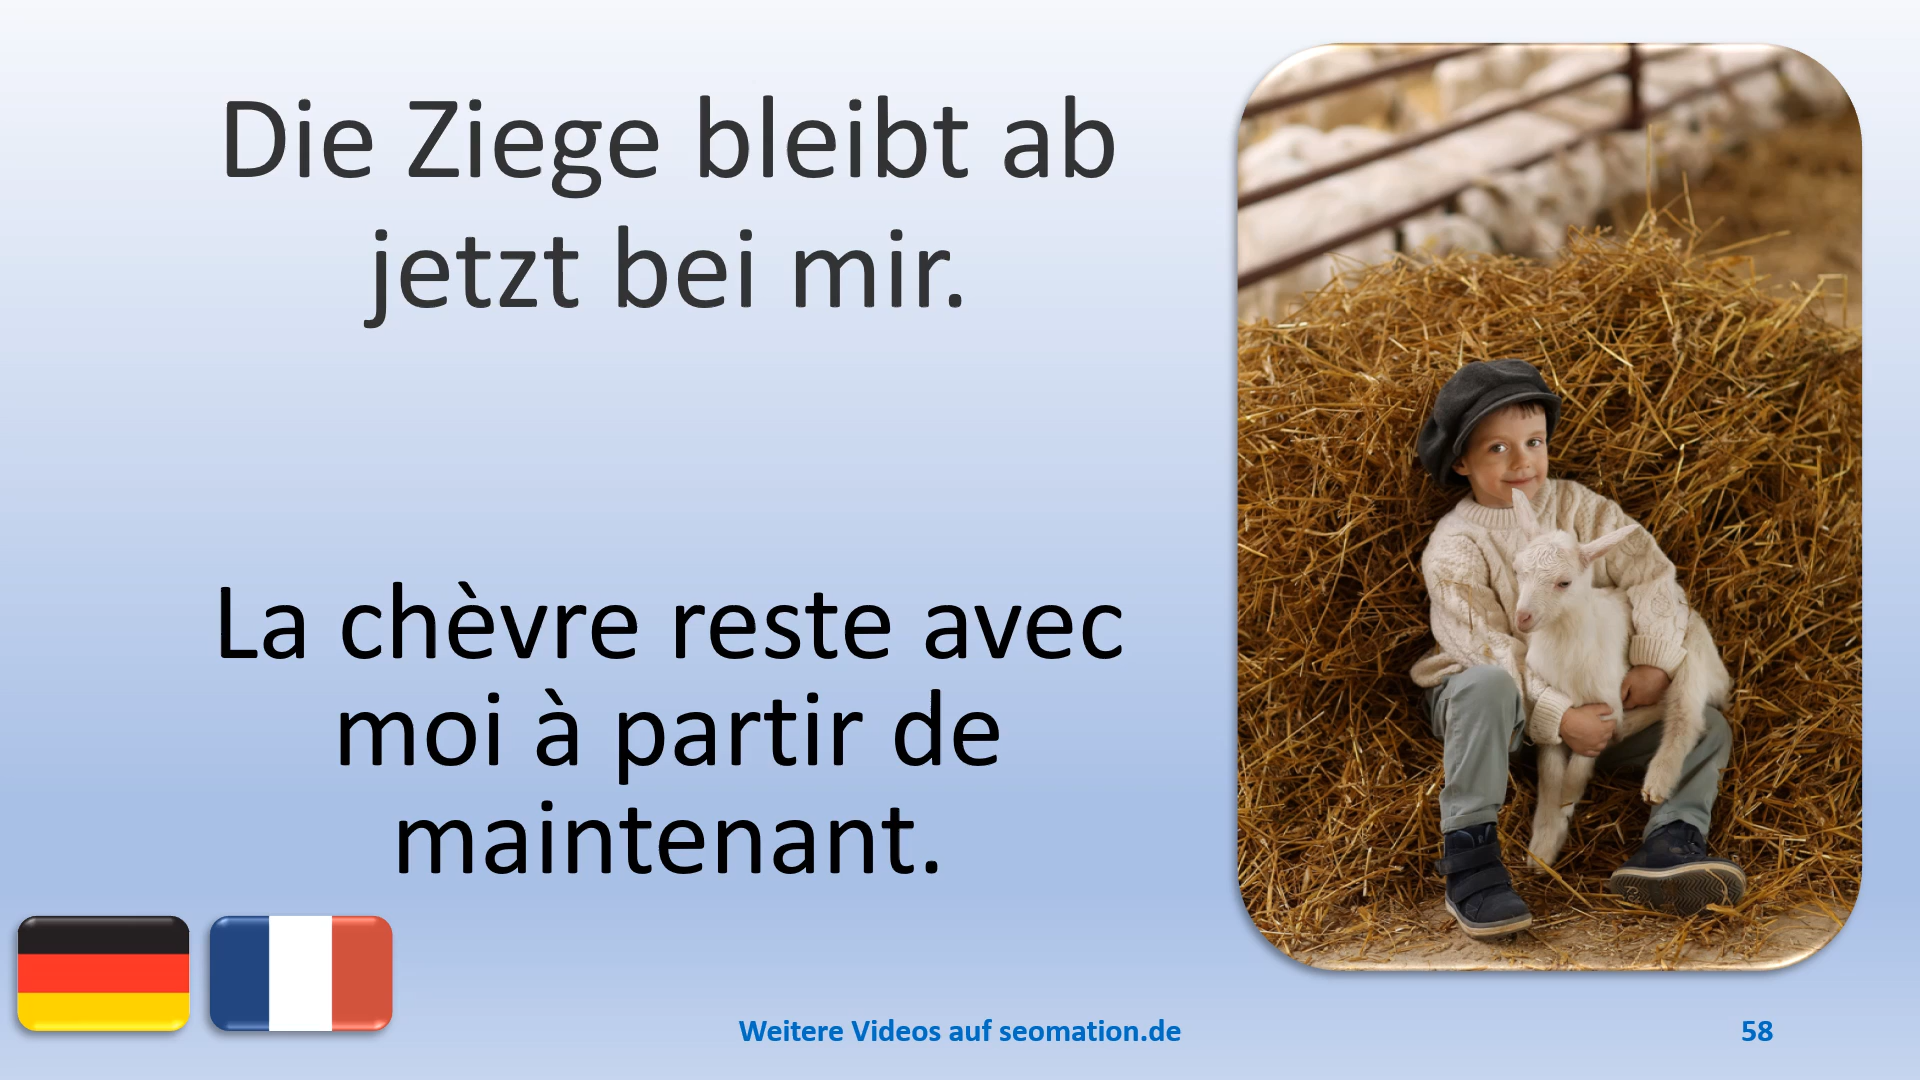 Die Ziege bleibt ab
jetzt bei mir.
La chèvre reste avec
moi à partir de
maintenant.
Weitere Videos auf seomation.de
58